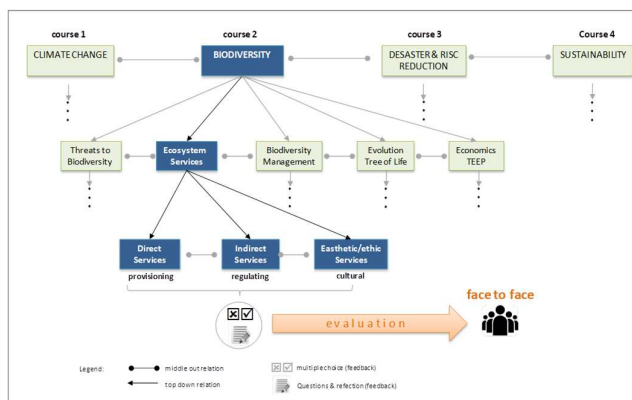 course 1
course 2
course 3
Course 4
CLIMATE CHANGE
BIODIVERSITY
DESASTER & RISC
REDUCTION
SUSTAINABILITY
Threats to
Biodiversity
Ecosystem
Services
Biodiversity
Management
Evolution
Tree of Life
Economics
TEEP
Direct
Services
Indirect
Services
Easthetic/ethic
Services
provisioning
regulating
cultural
face to face
evaluation
Legend:
middle out relation
multiple choice (feedback)
top down relation
Questions & refection (feedback)